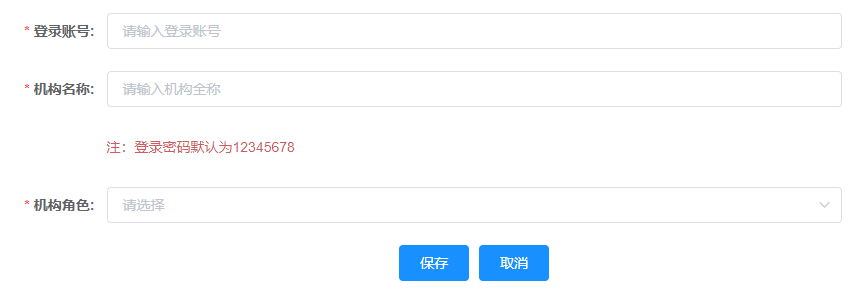 * 登录账号: 请输入登录账号
* 机构名称: 请输入机构全称
注：登录密码默认为12345678
* 机构角色: 请选择
保存 取消